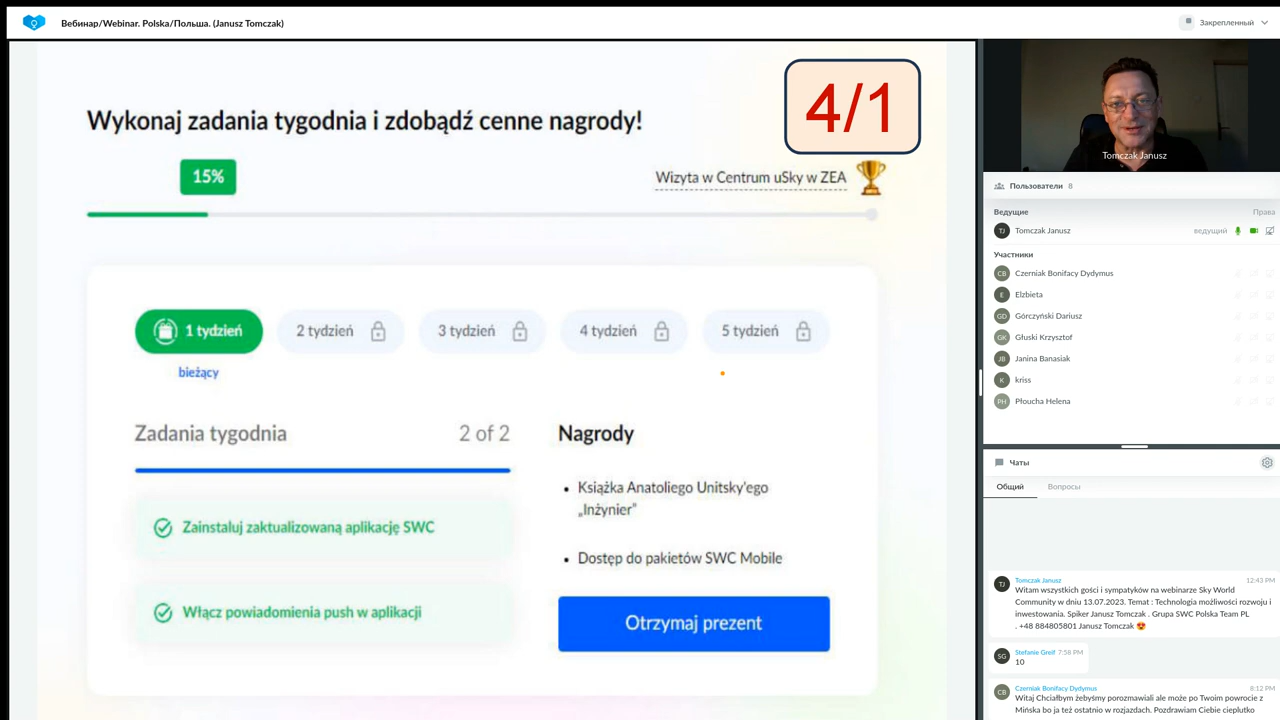 Вебинар/Webinar. Polska/Польша. (Janusz Tomczak)
Закрепленный
Wykonaj zadania tygodnia i zdobądź cenne nagrody!
4/1
15%
Wizyta w Centrum uSky w ZEA
1 tydzień
2 tydzień
3 tydzień
4 tydzień
5 tydzień
bieżący
Zadania tygodnia
2 of 2
Zainstaluj zaktualizowaną aplikację SWC
Włącz powiadomienia push w aplikacji
Nagrody
• Książka Anatoliego Unitsky'ego
„Inżynier"
• Dostęp do pakietów SWC Mobile
Otrzymaj prezent
Tomczak Janusz
Пользователи 8
Ведущие
Права
TJ Tomczak Janusz ведущий
Участники
CB Czerniak Bonifacy Dydymus
E Elzbieta
GD Górczyński Dariusz
GK Głuski Krzysztof
JB Janina Banasiak
K kriss
PH Płoucha Helena
Чаты
Общий
Вопросы
TJ Tomczak Janusz 12:43 PM
Witam wszystkich gości i sympatyków na webinarze Sky World
Community w dniu 13.07.2023. Temat : Technologia możliwości rozwoju i
inwestowania. Spiker Janusz Tomczak . Grupa SWC Polska Team PL
. +48 884805801 Janusz Tomczak 😍
SG Stefanie Greif 7:58 PM
10
CB Czerniak Bonifacy Dydymus 8:12 PM
Witaj Chciałbym żebyśmy porozmawiali ale może po Twoim powrocie z
Mińska bo ja też ostatnio w rozjazdach. Pozdrawiam Ciebie cieplutko